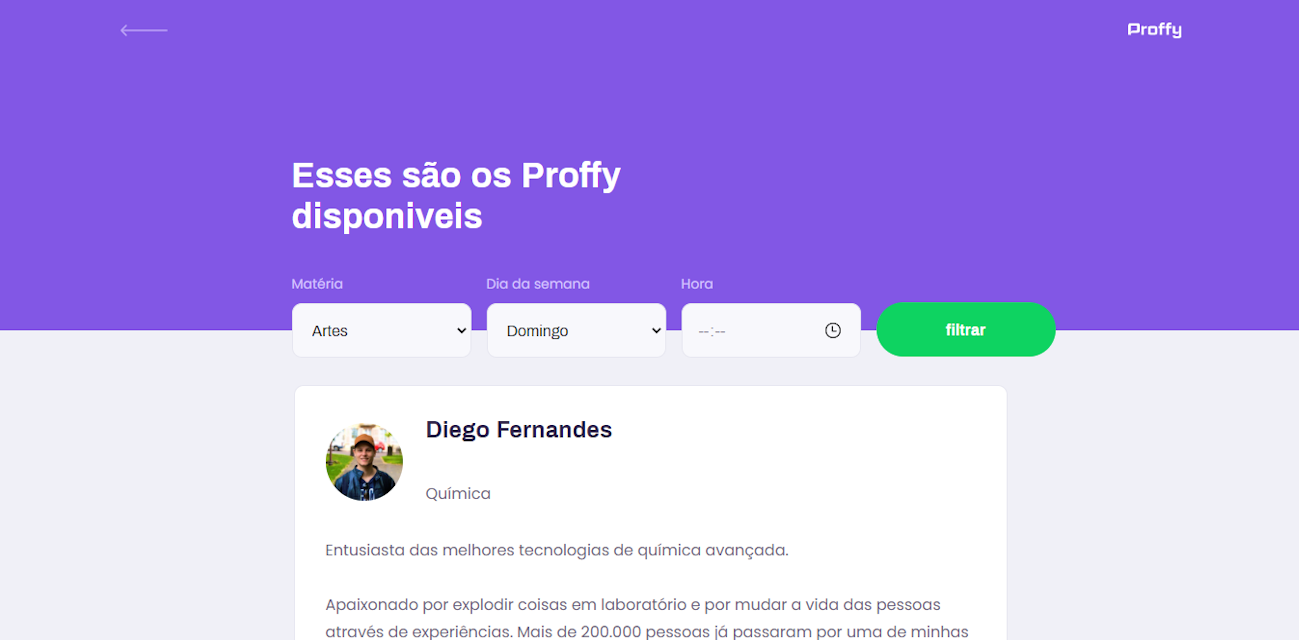 Proffy
Esses são os Proffy
disponiveis
Matéria
Dia da semana
Hora
Artes
Domingo
--:--
filtrar
Diego Fernandes
Química
Entusiasta das melhores tecnologias de química avançada.
Apaixonado por explodir coisas em laboratório e por mudar a vida das pessoas
através de experiências. Mais de 200.000 pessoas já passaram por uma de minhas